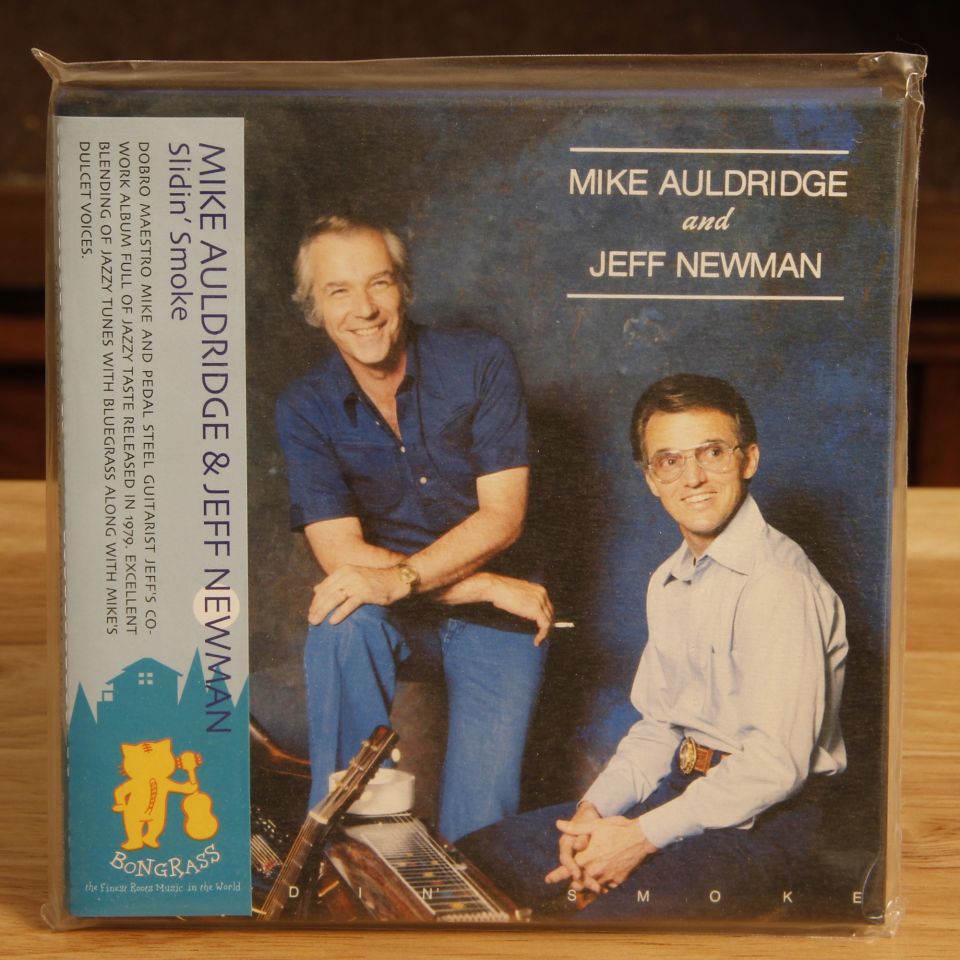 MIKE AULDRIDGE
and
JEFF NEWMAN
MIKE AULDRIDGE & JEFF NEWMAN
Slidin' Smoke
DOBRO MAESTRO MIKE AND PEDAL STEEL GUITARIST JEFF'S CO-
WORK ALBUM FULL OF JAZZY TASTE RELEASED IN 1979. EXCELLENT
BLENDING OF JAZZY TUNES WITH BLUEGRASS ALONG WITH MIKE'S
DULCET VOICES.
BONGRASS
the Finest Roots Music in the World
DIN' SMOKE